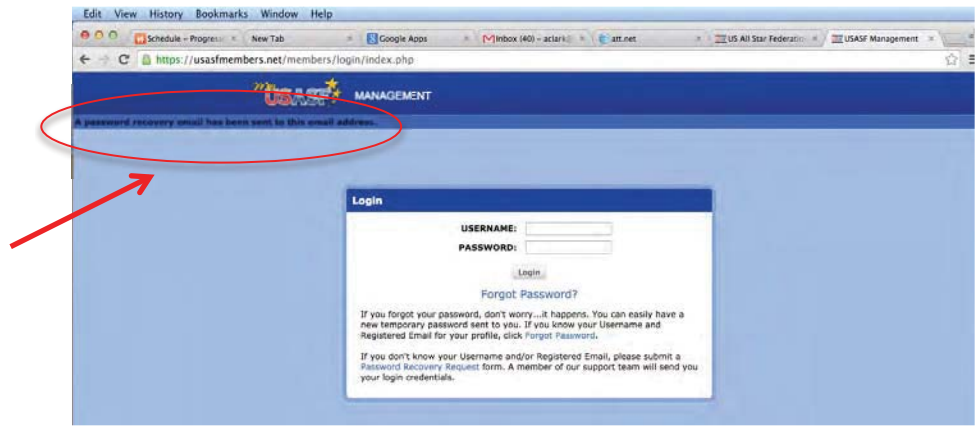 Edit View History Bookmarks Window Help
Schedule – Progress New Tab Google Apps Inbox (40) – aclark att.net US All Star Federatio USASF Management
https://usasfmembers.net/members/login/index.php
my USASF MANAGEMENT
A password recovery email has been sent to this email address.
Login
USERNAME:
PASSWORD:
Login
Forgot Password?
If you forgot your password, don't worry...it happens. You can easily have a
new temporary password sent to you. If you know your Username and
Registered Email for your profile, click Forgot Password.
If you don't know your Username and/or Registered Email, please submit a
Password Recovery Request form. A member of our support team will send you
your login credentials.